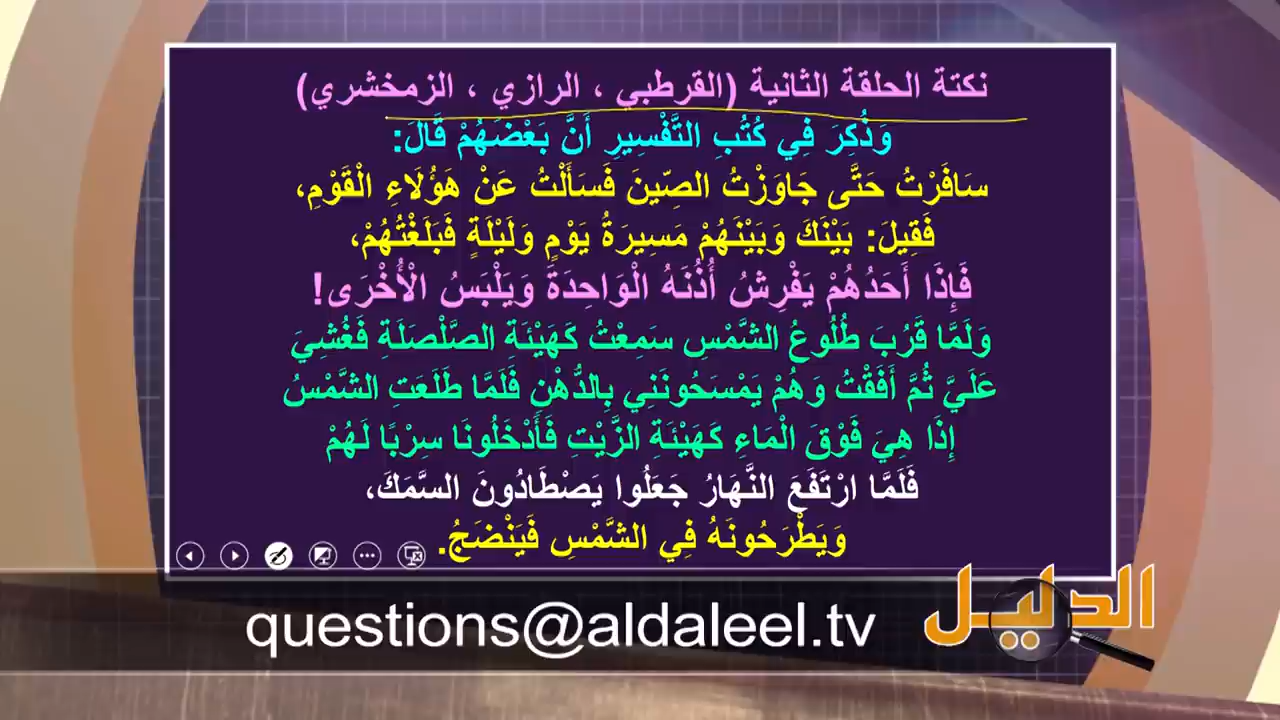 نكتة الحلقة الثانية (القرطبي ، الرازي ، الزمخشري)
وَذُكِرَ فِي كُتُبِ التَّفْسِيرِ أَنَّ بَعْضَهُمْ قَالَ:
سَافَرْتُ حَتَّى جَاوَزْتُ الصِّينَ فَسَأَلْتُ عَنْ هَؤُلَاءِ الْقَوْمِ،
فَقِيلَ: بَيْنَكَ وَبَيْنَهُمْ مَسِيرَةُ يَوْمٍ وَلَيْلَةٍ فَبَلَغْتُهُمْ،
فَإِذَا أَحَدُهُمْ يَفْرِشُ أُذُنَهُ الْوَاحِدَةَ وَيَلْبَسُ الْأُخْرَى!
وَلَمَّا قَرُبَ طُلُوعُ الشَّمْسِ سَمِعْتُ كَهَيْئَةِ الصَّلْصَلَةِ فَغُشِيَ
عَلَيَّ ثُمَّ أَفَقْتُ وَهُمْ يَمْسَحُونَنِي بِالدُّهْنِ فَلَمَّا طَلَعَتِ الشَّمْسُ
إِذَا هِيَ فَوْقَ الْمَاءِ كَهَيْئَةِ الزَّيْتِ فَأَدْخَلُونَا سِرْبًا لَهُمْ
فَلَمَّا ارْتَفَعَ النَّهَارُ جَعَلُوا يَصْطَادُونَ السَّمَكَ،
وَيَطْرَحُونَهُ فِي الشَّمْسِ فَيَنْضَجُ.
الدليل
questions@aldaleel.tv